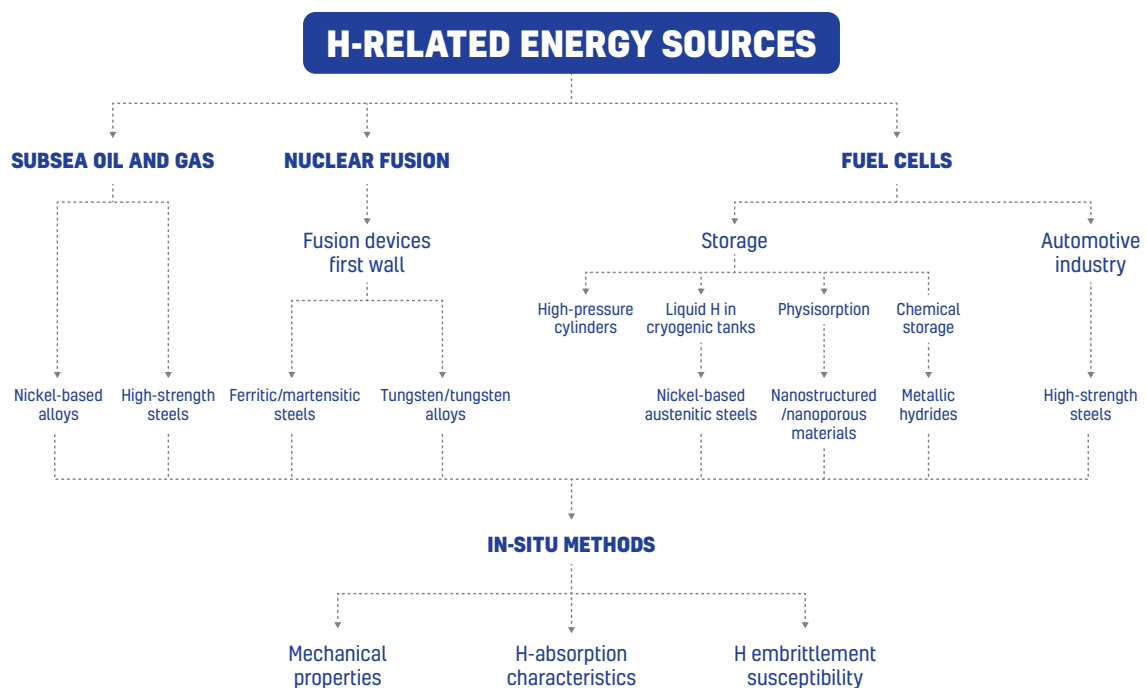 H-RELATED ENERGY SOURCES
SUBSEA OIL AND GAS
NUCLEAR FUSION
FUEL CELLS
Fusion devices
first wall
Storage
Automotive
industry
High-pressure
cylinders
Liquid H in
cryogenic tanks
Physisorption
Chemical
storage
Nickel-based
alloys
High-strength
steels
Ferritic/martensitic
steels
Tungsten/tungsten
alloys
Nickel-based
austenitic steels
Nanostructured
/nanoporous
materials
Metallic
hydrides
High-strength
steels
IN-SITU METHODS
Mechanical
properties
H-absorption
characteristics
H embrittlement
susceptibility